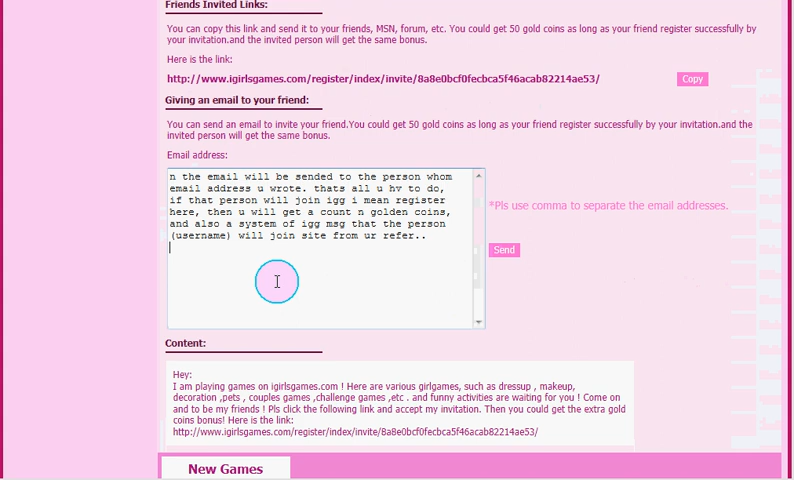 Friends Invited Links:
You can copy this link and send it to your friends, MSN, forum, etc. You could get 50 gold coins as long as your friend register successfully by
your invitation.and the invited person will get the same bonus.
Here is the link:
http://www.igirlsgames.com/register/index/invite/8a8e0bcf0fecbca5f46acab82214ae53/
Copy
Giving an email to your friend:
You can send an email to invite your friend.You could get 50 gold coins as long as your friend register successfully by your invitation.and the
invited person will get the same bonus.
Email address:
n the email will be sended to the person whom
email address u wrote. thats all u hv to do,
if that person will join igg i mean register
here, then u will get a count n golden coins,
and also a system of igg msg that the person
(username) will join site from ur refer..
*Pls use comma to separate the email addresses.
Send
Content:
Hey:
I am playing games on igirlsgames.com ! Here are various girlgames, such as dressup , makeup,
decoration ,pets , couples games ,challenge games ,etc . and funny activities are waiting for you ! Come on
and to be my friends ! Pls click the following link and accept my invitation. Then you could get the extra gold
coins bonus! Here is the link:
http://www.igirlsgames.com/register/index/invite/8a8e0bcf0fecbca5f46acab82214ae53/
New Games